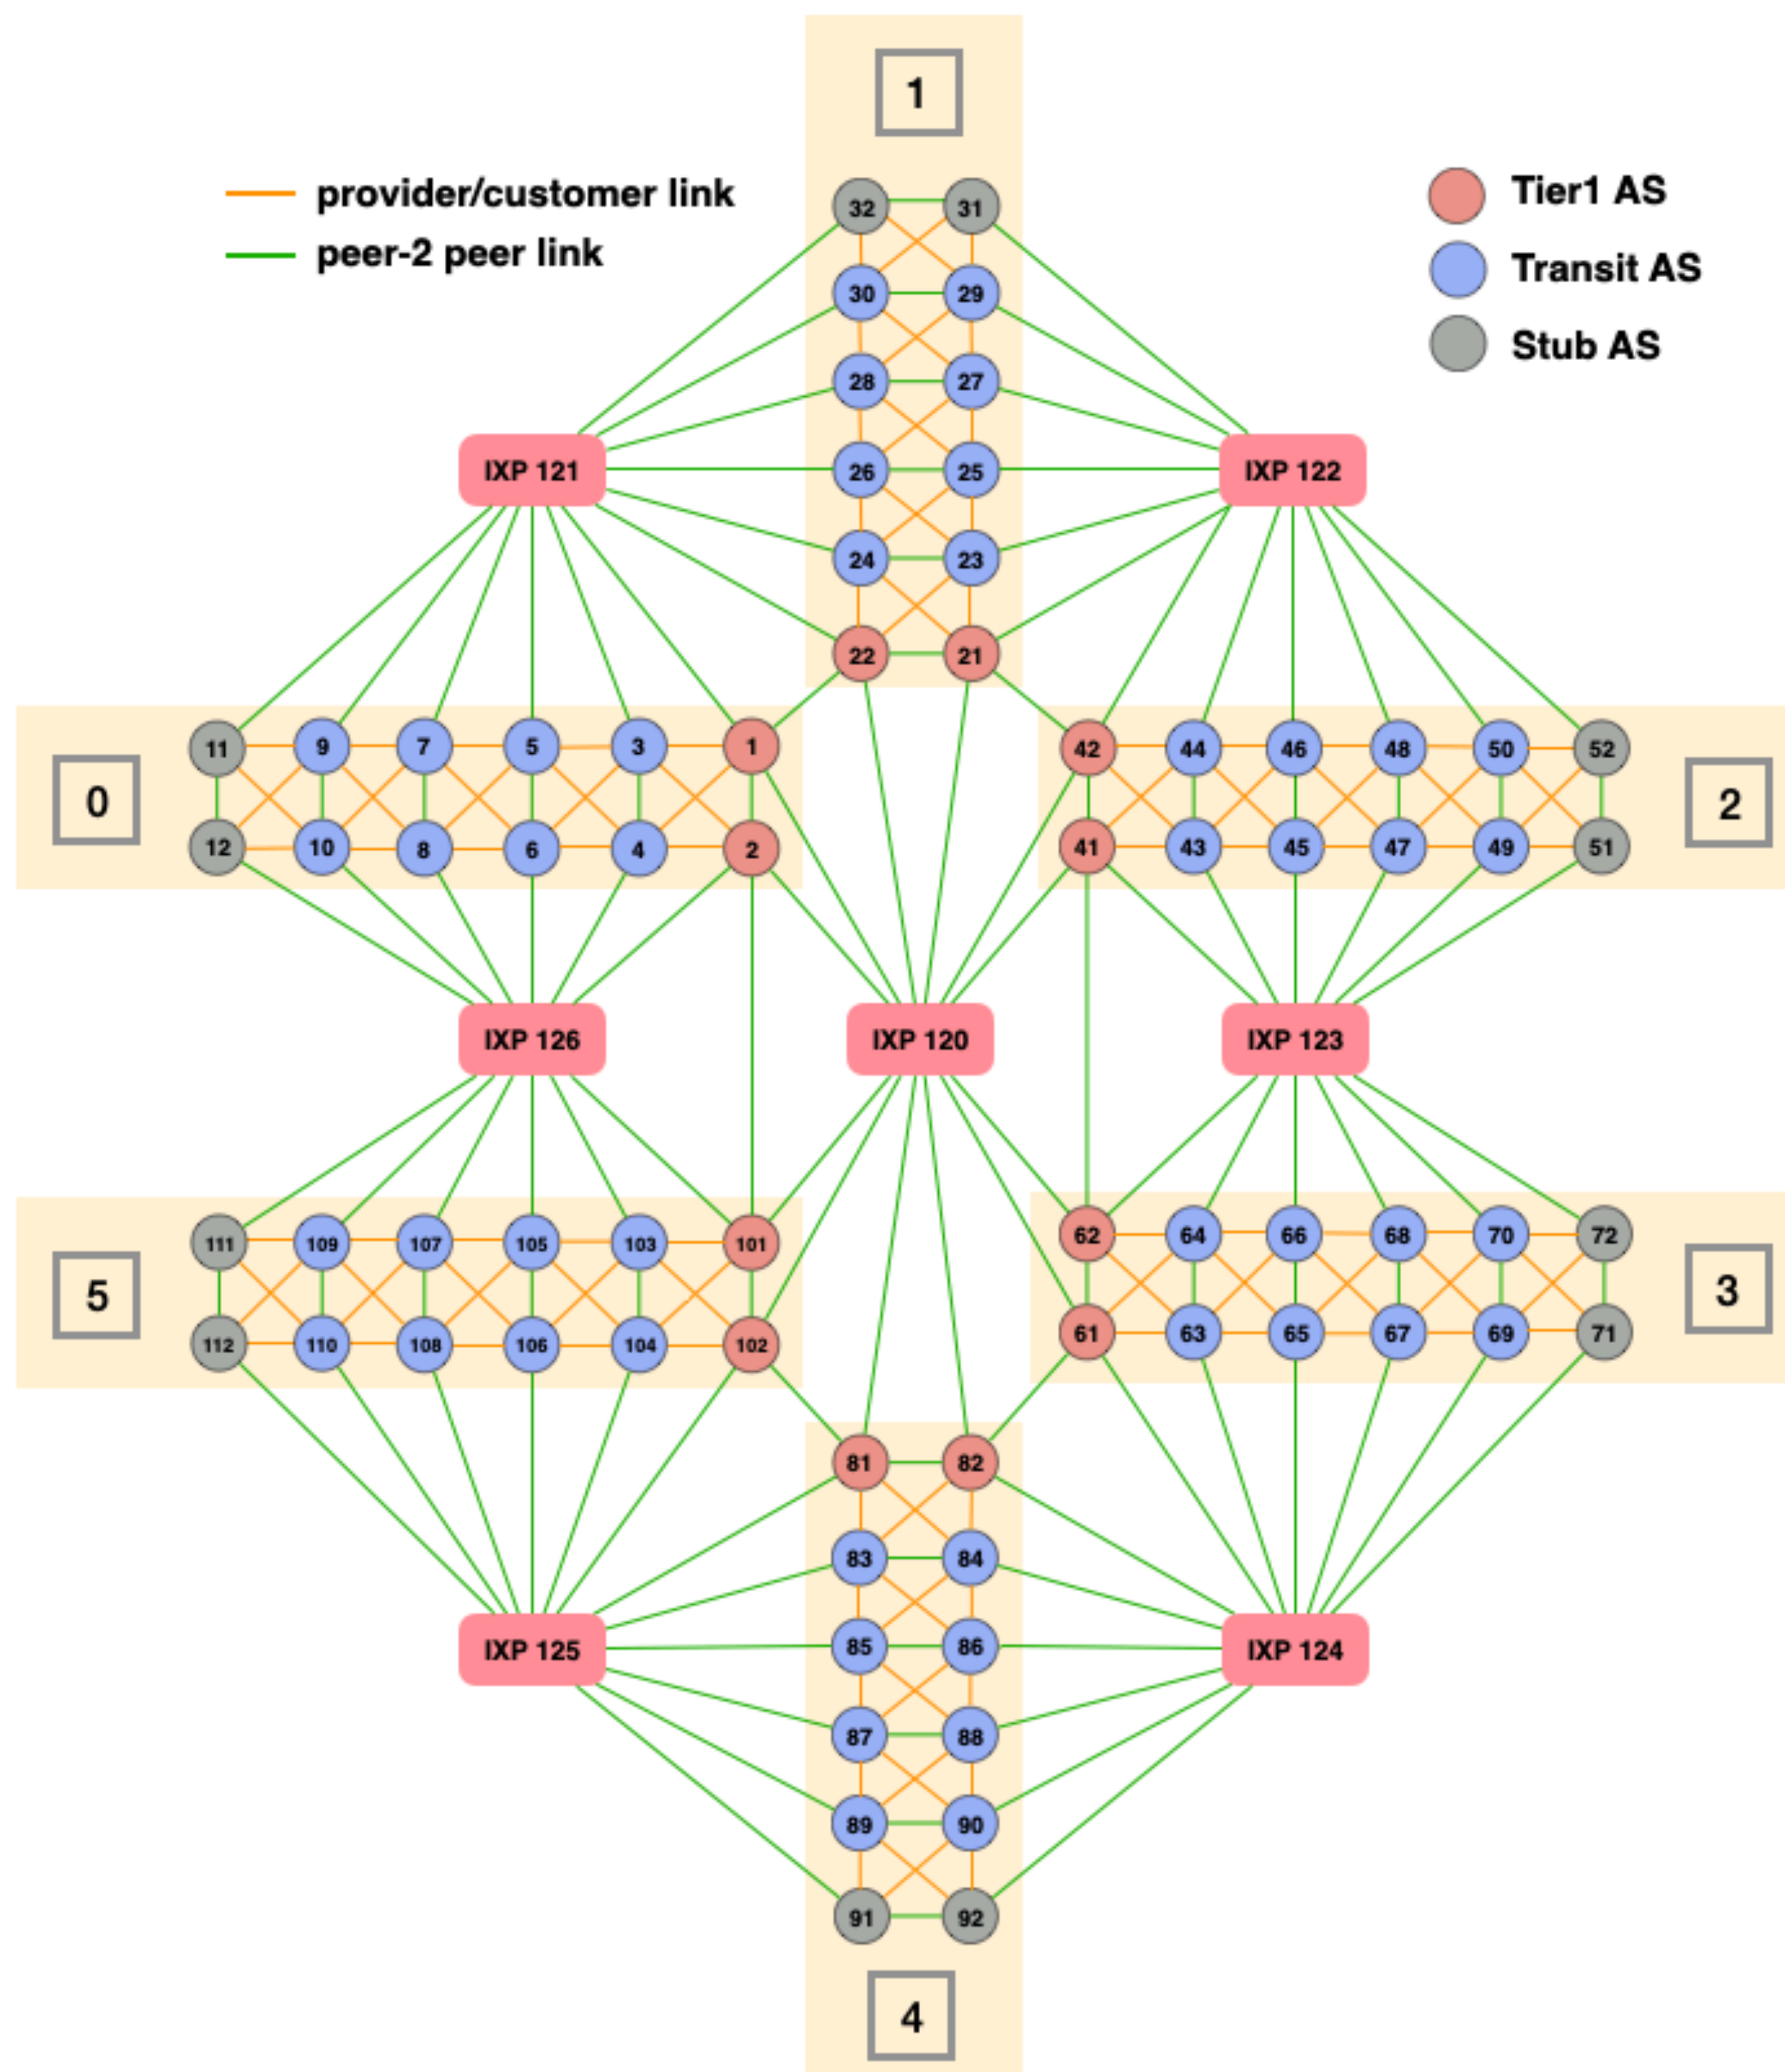 1
provider/customer link
peer-2 peer link
Tier1 AS
Transit AS
Stub AS
32 31
30 29
28 27
IXP 121 26 25 IXP 122
24 23
22 21
11 9 7 5 3 1 42 44 46 48 50 52
0 2
12 10 8 6 4 2 41 43 45 47 49 51
IXP 126 IXP 120 IXP 123
111 109 107 105 103 101 62 64 66 68 70 72
5 3
112 110 108 106 104 102 61 63 65 67 69 71
81 82
83 84
IXP 125 85 86 IXP 124
87 88
89 90
91 92
4